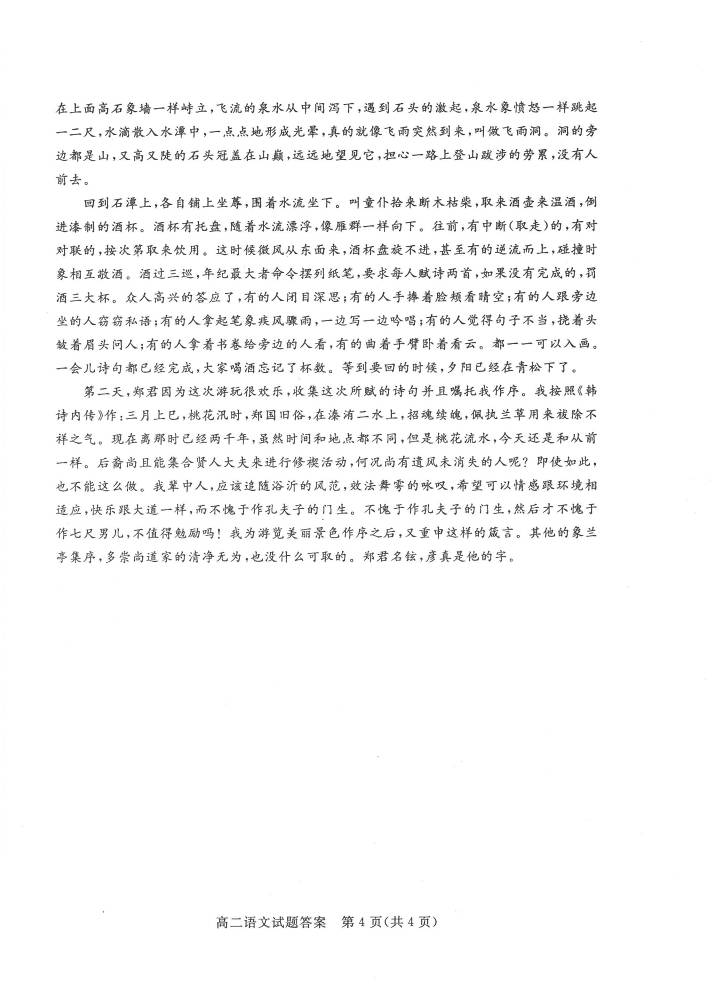 在上面高石象墙一样峙立,飞流的泉水从中间泻下,遇到石头的激起,泉水象愤怒一样跳起
一二尺,水滴散入水潭中,一点点地形成光晕,真的就像飞雨突然到来,叫做飞雨洞。洞的旁
边都是山,又高又陡的石头冠盖在山巅,远远地望见它,担心一路上登山跋涉的劳累,没有人
前去。
回到石潭上,各自铺上坐尊,围着水流坐下。叫童仆拾来断木枯柴,取来酒壶来温酒,倒
进漆制的酒杯。酒杯有托盘,随着水流漂浮,像雁群一样向下。往前,有中断(取走)的,有对
对联的,按次第取来饮用。这时候微风从东面来,酒杯盘旋不进,甚至有的逆流而上,碰撞时
象相互敬酒。酒过三巡,年纪最大者命令摆列纸笔,要求每人赋诗两首,如果没有完成的,罚
酒三大杯。众人高兴的答应了,有的人闭目深思;有的人手捧着脸颊看晴空;有的人跟旁边
坐的人窃窃私语;有的人拿起笔象疾风骤雨,一边写一边吟唱;有的人觉得句子不当,挠着头
皱着眉头问人;有的人拿着书卷给旁边的人看,有的曲着手臂卧着看云。都一一可以入画。
一会儿诗句都已经完成,大家喝酒忘记了杯数。等到要回的时候,夕阳已经在青松下了。
第二天,郑君因为这次游玩很欢乐,收集这次所赋的诗句并且嘱托我作序。我按照《韩
诗内传》作:三月上巳,桃花汛时,郑国旧俗,在溱洧二水上,招魂续魄,佩执兰草用来祓除不
祥之气。现在离那时已经两千年,虽然时间和地点都不同,但是桃花流水,今天还是和从前
一样。后裔尚且能集合贤人大夫来进行修禊活动,何况尚有遗风未消失的人呢?即使如此,
也不能这么做。我辈中人,应该追随浴沂的风范,效法舞雩的咏叹,希望可以情感跟环境相
适应,快乐跟大道一样,而不愧于作孔夫子的门生。不愧于作孔夫子的门生,然后才不愧于
作七尺男儿,不值得勉励吗!我为游览美丽景色作序之后,又重申这样的箴言。其他的象兰
亭集序,多崇尚道家的清净无为,也没什么可取的。郑君名铉,彦真是他的字。
高二语文试题答案 第4页(共4页)